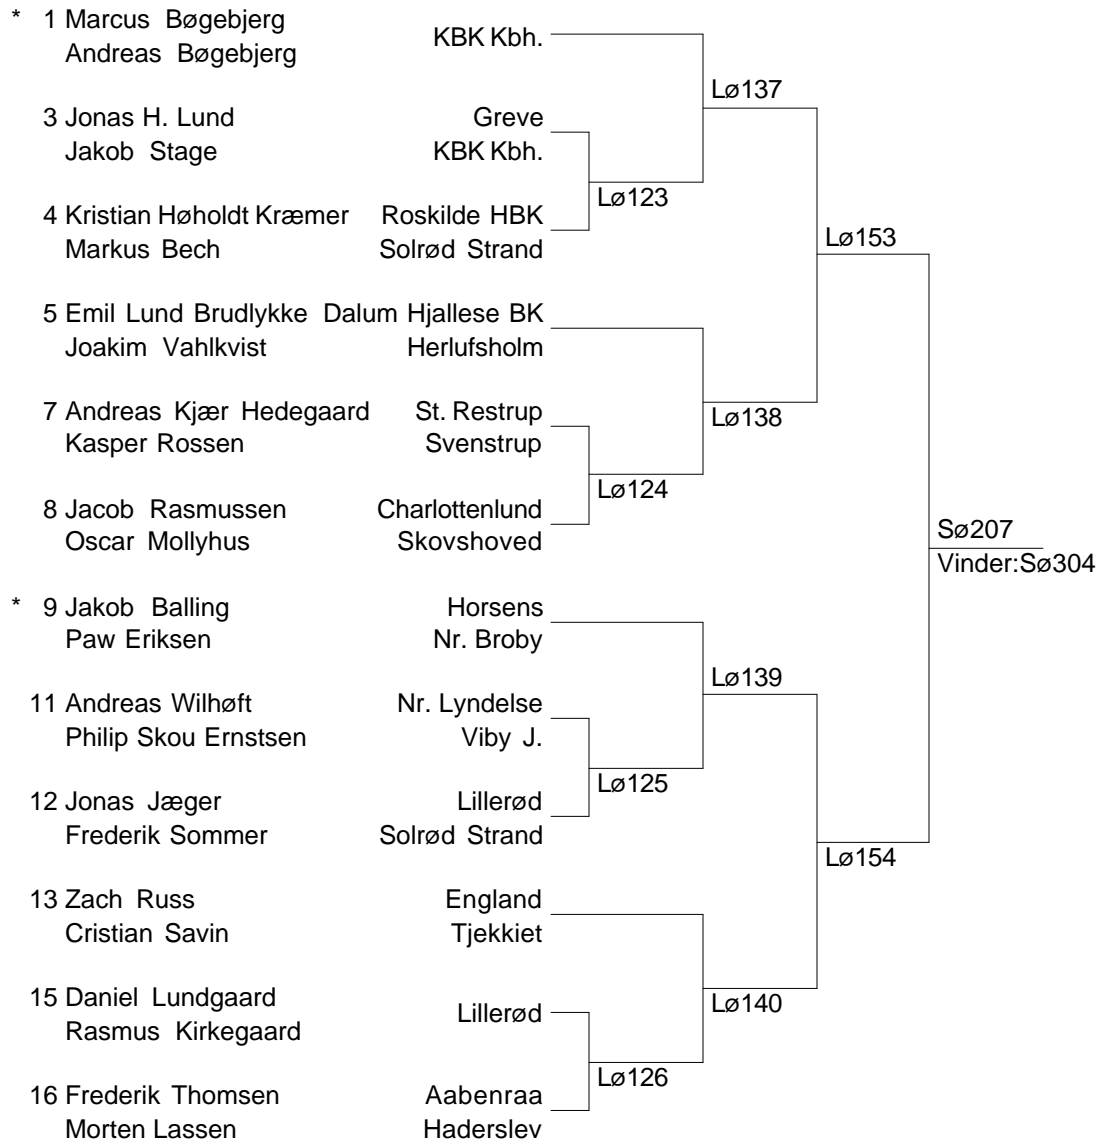 * 1 Marcus Bøgebjerg
Andreas Bøgebjerg
KBK Kbh.
Lø137
3 Jonas H. Lund Greve
Jakob Stage KBK Kbh.
Lø123
4 Kristian Høholdt Kræmer Roskilde HBK
Markus Bech Solrød Strand
Lø153
5 Emil Lund Brudlykke Dalum Hjallese BK
Joakim Vahlkvist Herlufsholm
7 Andreas Kjær Hedegaard St. Restrup
Lø138
Kasper Rossen Svenstrup
Lø124
8 Jacob Rasmussen Charlottenlund
Oscar Mollyhus Skovshoved
Sø207
Vinder:Sø304
* 9 Jakob Balling Horsens
Paw Eriksen Nr. Broby
Lø139
11 Andreas Wilhøft Nr. Lyndelse
Philip Skou Ernstsen Viby J.
Lø125
12 Jonas Jæger Lillerød
Frederik Sommer Solrød Strand
Lø154
13 Zach Russ England
Cristian Savin Tjekkiet
15 Daniel Lundgaard
Rasmus Kirkegaard
Lillerød
Lø140
Lø126
16 Frederik Thomsen Aabenraa
Morten Lassen Haderslev